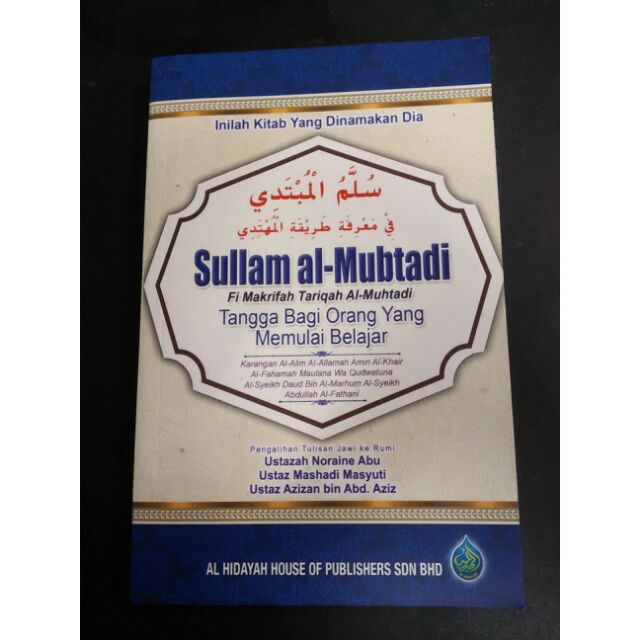 Inilah Kitab Yang Dinamakan Dia
سُلَّمُ الْمُبْتَدِي
فِيْ مَعْرِفَةِ طَرِيْقَةِ الْمُهْتَدِي
Sullam al-Mubtadi
Fi Makrifah Tariqah Al-Muhtadi
Tangga Bagi Orang Yang
Memulai Belajar
Karangan Al-Alim Al-Allamah Amin Al-Khair
Al-Fahamah Maulana Wa Qudwatuna
Al-Syeikh Daud Bin Al-Marhum Al-Syeikh
Abdullah Al-Fathani
Pengalihan Tulisan Jawi ke Rumi
Ustazah Noraine Abu
Ustaz Mashadi Masyuti
Ustaz Azizan bin Abd. Aziz
AL HIDAYAH HOUSE OF PUBLISHERS SDN BHD